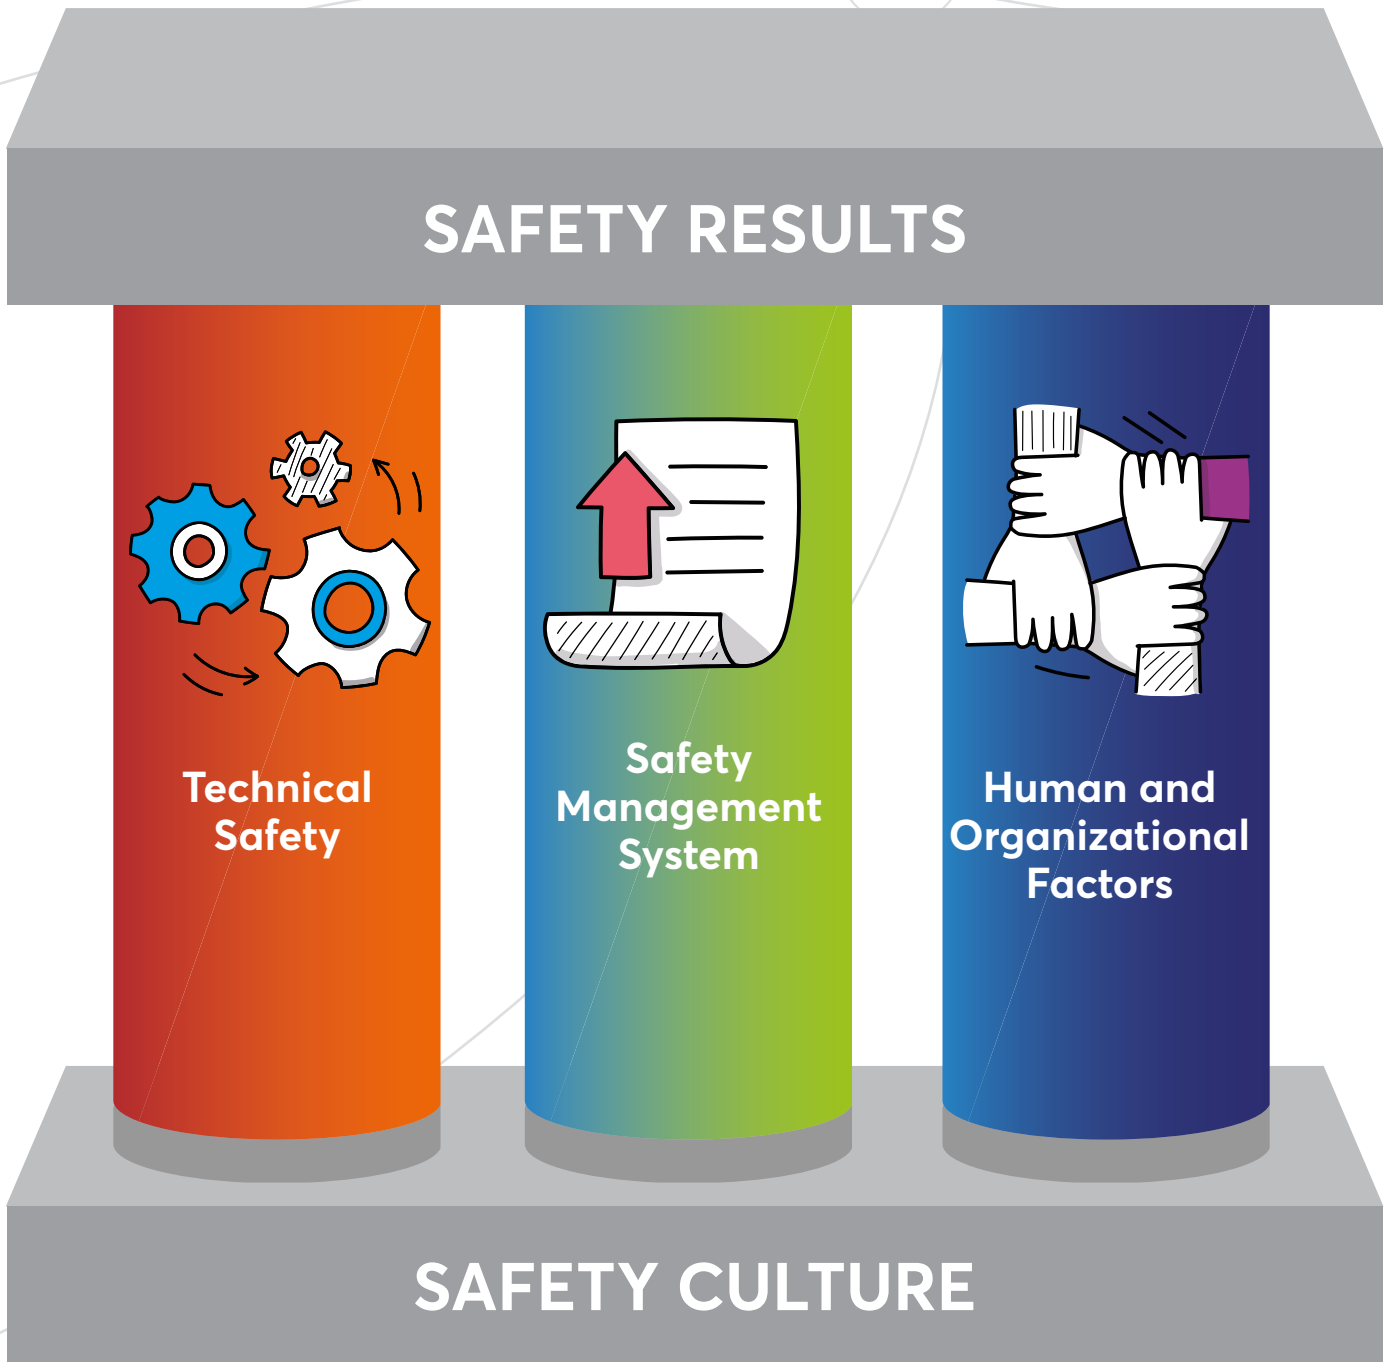 SAFETY RESULTS
Technical
Safety
Safety
Management
System
Human and
Organizational
Factors
SAFETY CULTURE